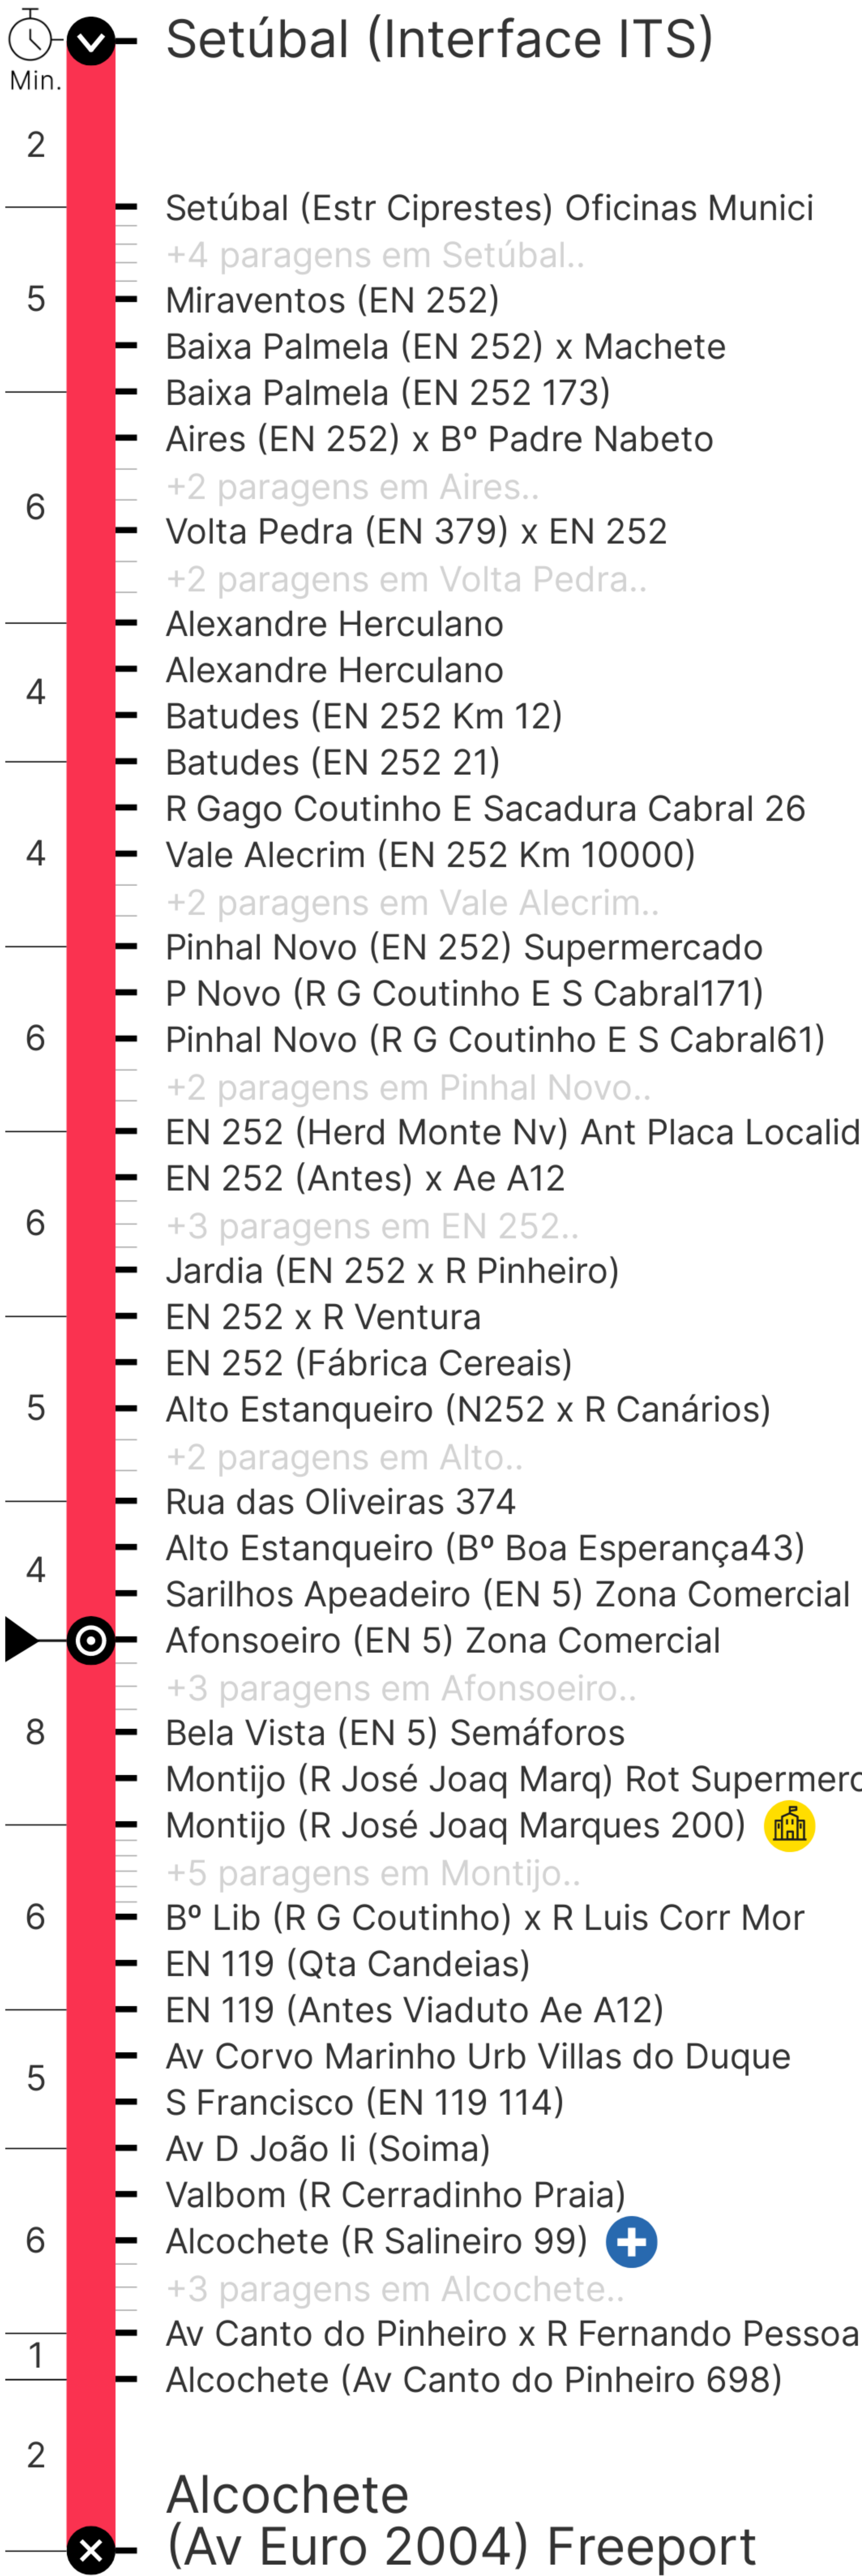 Setúbal (Interface ITS)
Min.
2
Setúbal (Estr Ciprestes) Oficinas Munici
+4 paragens em Setúbal..
5
Miraventos (EN 252)
Baixa Palmela (EN 252) x Machete
Baixa Palmela (EN 252 173)
Aires (EN 252) x Bº Padre Nabeto
+2 paragens em Aires..
6
Volta Pedra (EN 379) x EN 252
+2 paragens em Volta Pedra..
Alexandre Herculano
Alexandre Herculano
4
Batudes (EN 252 Km 12)
Batudes (EN 252 21)
R Gago Coutinho E Sacadura Cabral 26
4
Vale Alecrim (EN 252 Km 10000)
+2 paragens em Vale Alecrim..
Pinhal Novo (EN 252) Supermercado
P Novo (R G Coutinho E S Cabral171)
6
Pinhal Novo (R G Coutinho E S Cabral61)
+2 paragens em Pinhal Novo..
EN 252 (Herd Monte Nv) Ant Placa Localid
EN 252 (Antes) x Ae A12
6
+3 paragens em EN 252..
Jardia (EN 252 x R Pinheiro)
EN 252 x R Ventura
EN 252 (Fábrica Cereais)
5
Alto Estanqueiro (N252 x R Canários)
+2 paragens em Alto..
Rua das Oliveiras 374
Alto Estanqueiro (Bº Boa Esperança43)
4
Sarilhos Apeadeiro (EN 5) Zona Comercial
Afonsoeiro (EN 5) Zona Comercial
+3 paragens em Afonsoeiro..
8
Bela Vista (EN 5) Semáforos
Montijo (R José Joaq Marq) Rot Supermerc
Montijo (R José Joaq Marques 200)
+5 paragens em Montijo..
6
Bº Lib (R G Coutinho) x R Luis Corr Mor
EN 119 (Qta Candeias)
EN 119 (Antes Viaduto Ae A12)
Av Corvo Marinho Urb Villas do Duque
5
S Francisco (EN 119 114)
Av D João Ii (Soima)
Valbom (R Cerradinho Praia)
6
Alcochete (R Salineiro 99)
+3 paragens em Alcochete..
Av Canto do Pinheiro x R Fernando Pessoa
1
Alcochete (Av Canto do Pinheiro 698)
2
Alcochete
(Av Euro 2004) Freeport